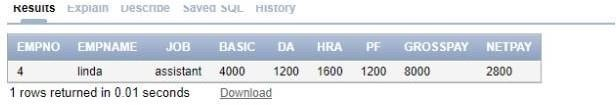 Results Explain Describe Saved SQL History
EMPNO EMPNAME JOB BASIC DA HRA PF GROSSPAY NETPAY
4 linda assistant 4000 1200 1600 1200 8000 2800
1 rows returned in 0.01 seconds Download